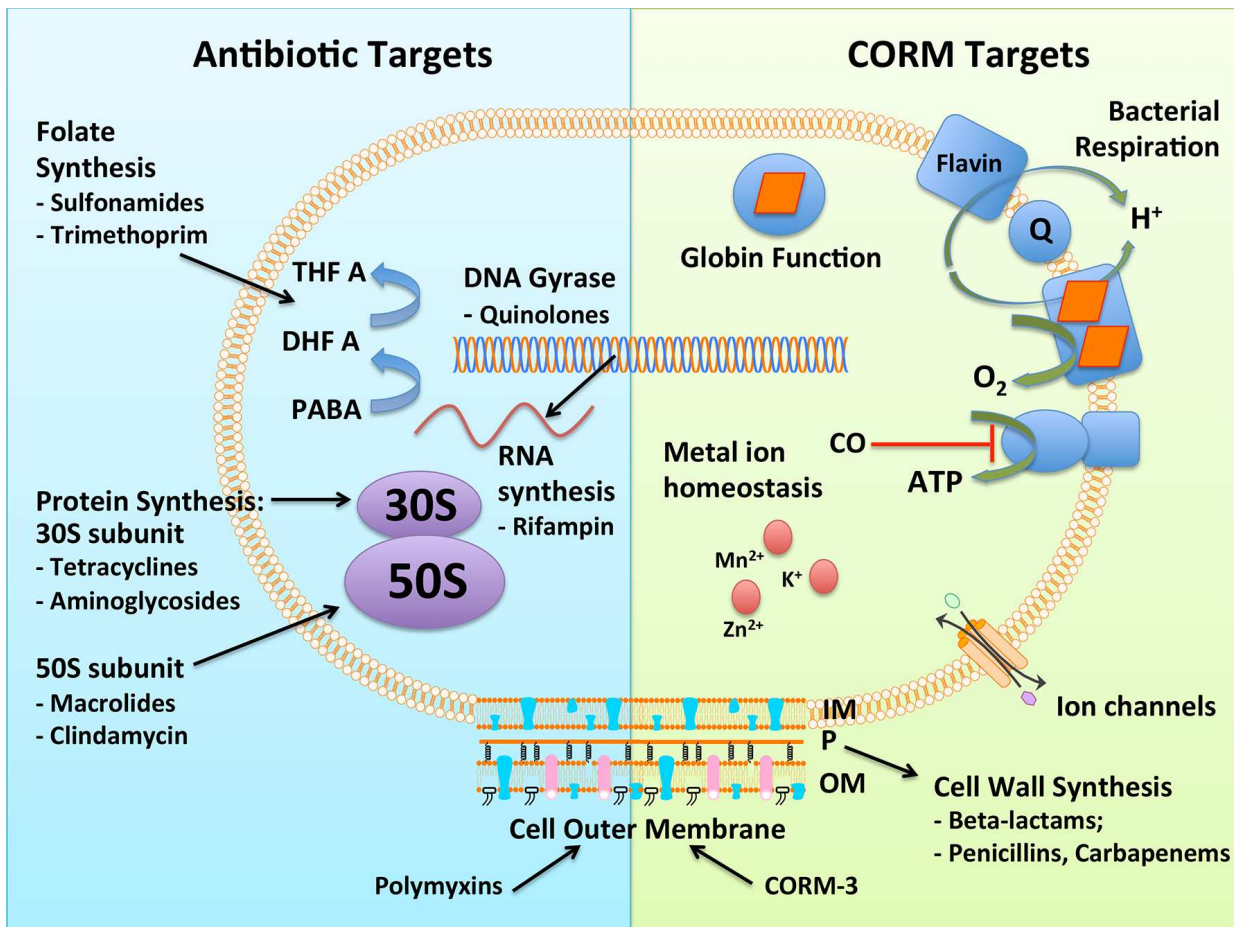 Antibiotic Targets
CORM Targets
Folate
Synthesis
- Sulfonamides
- Trimethoprim
THF A
DHF A
PABA
DNA Gyrase
- Quinolones
RNA
synthesis
- Rifampin
Protein Synthesis:
30S subunit
- Tetracyclines
- Aminoglycosides
50S subunit
- Macrolides
- Clindamycin
30S
50S
Globin Function
Bacterial
Respiration
Flavin
Q
H⁺
O₂
CO
ATP
Metal ion
homeostasis
Mn²⁺
K⁺
Zn²⁺
Ion channels
IM
P
OM
Cell Wall Synthesis
- Beta-lactams;
- Penicillins, Carbapenems
Cell Outer Membrane
Polymyxins
CORM-3